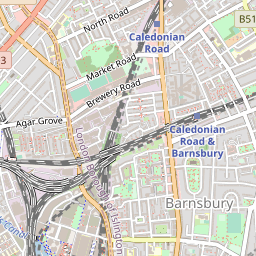 North Road
B51
Caledonian
Road
3
Market Road
Brewery Road
Agar Grove
Caledonian
Road &
Barnsbury
London Borough of Islington
Barnsbury